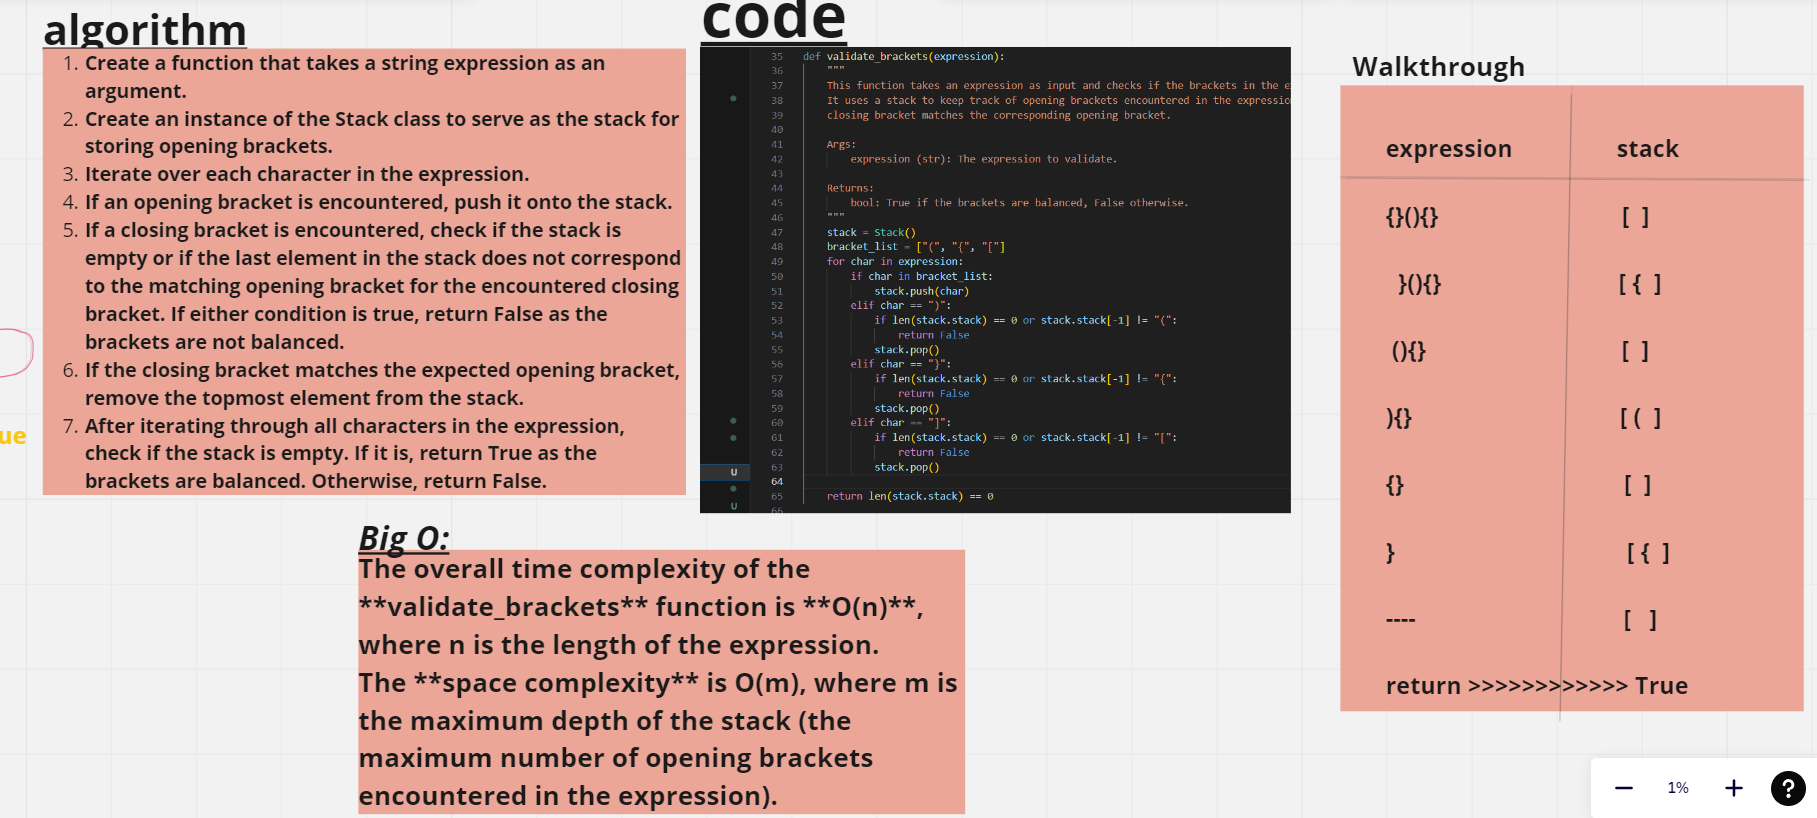 algorithm
1. Create a function that takes a string expression as an
argument.
2. Create an instance of the Stack class to serve as the stack for
storing opening brackets.
3. Iterate over each character in the expression.
4. If an opening bracket is encountered, push it onto the stack.
5. If a closing bracket is encountered, check if the stack is
empty or if the last element in the stack does not correspond
to the matching opening bracket for the encountered closing
bracket. If either condition is true, return False as the
brackets are not balanced.
6. If the closing bracket matches the expected opening bracket,
remove the topmost element from the stack.
7. After iterating through all characters in the expression,
check if the stack is empty. If it is, return True as the
brackets are balanced. Otherwise, return False.
ue
code
35 def validate_brackets(expression):
36 """
37 This function takes an expression as input and checks if the brackets in the e
38 It uses a stack to keep track of opening brackets encountered in the expressio
39 closing bracket matches the corresponding opening bracket.
40
41 Args:
42 expression (str): The expression to validate.
43
44 Returns:
45 bool: True if the brackets are balanced, False otherwise.
46 """
47 stack = Stack()
48 bracket_list = ["(", "{", "["]
49 for char in expression:
50 if char in bracket_list:
51 stack.push(char)
52 elif char == ")":
53 if len(stack.stack) == 0 or stack.stack[-1] != "(":
54 return False
55 stack.pop()
56 elif char == "}":
57 if len(stack.stack) == 0 or stack.stack[-1] != "{":
58 return False
59 stack.pop()
60 elif char == "]":
61 if len(stack.stack) == 0 or stack.stack[-1] != "[":
62 return False
U
63 stack.pop()
64
65 return len(stack.stack) == 0
U
66
Big O:
The overall time complexity of the
**validate_brackets** function is **O(n)**,
where n is the length of the expression.
The **space complexity** is O(m), where m is
the maximum depth of the stack (the
maximum number of opening brackets
encountered in the expression).
Walkthrough
expression stack
{}(){} [ ]
}(){} [ { ]
(){} [ ]
){} [ ( ]
{} [ ]
} [ { ]
---- [ ]
return >>>>>>>>>>>> True
− 1% + ?